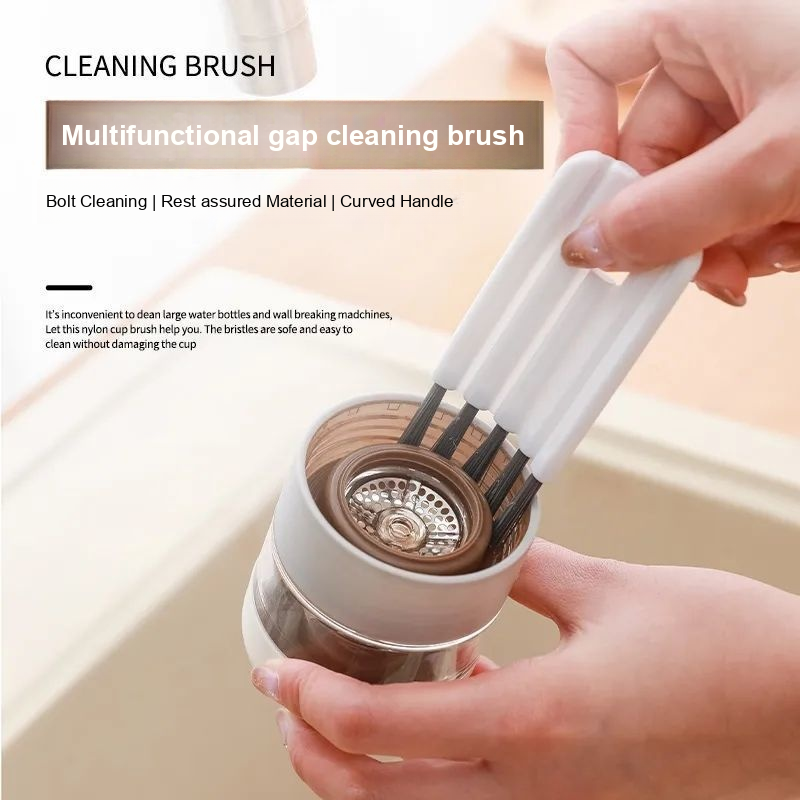 CLEANING BRUSH
Multifunctional gap cleaning brush
Bolt Cleaning | Rest assured Material | Curved Handle
It's inconvenient to dean large water bottles and wall breaking madchines,
Let this nylon cup brush help you. The bristles are sofe and easy to
clean without damaging the cup